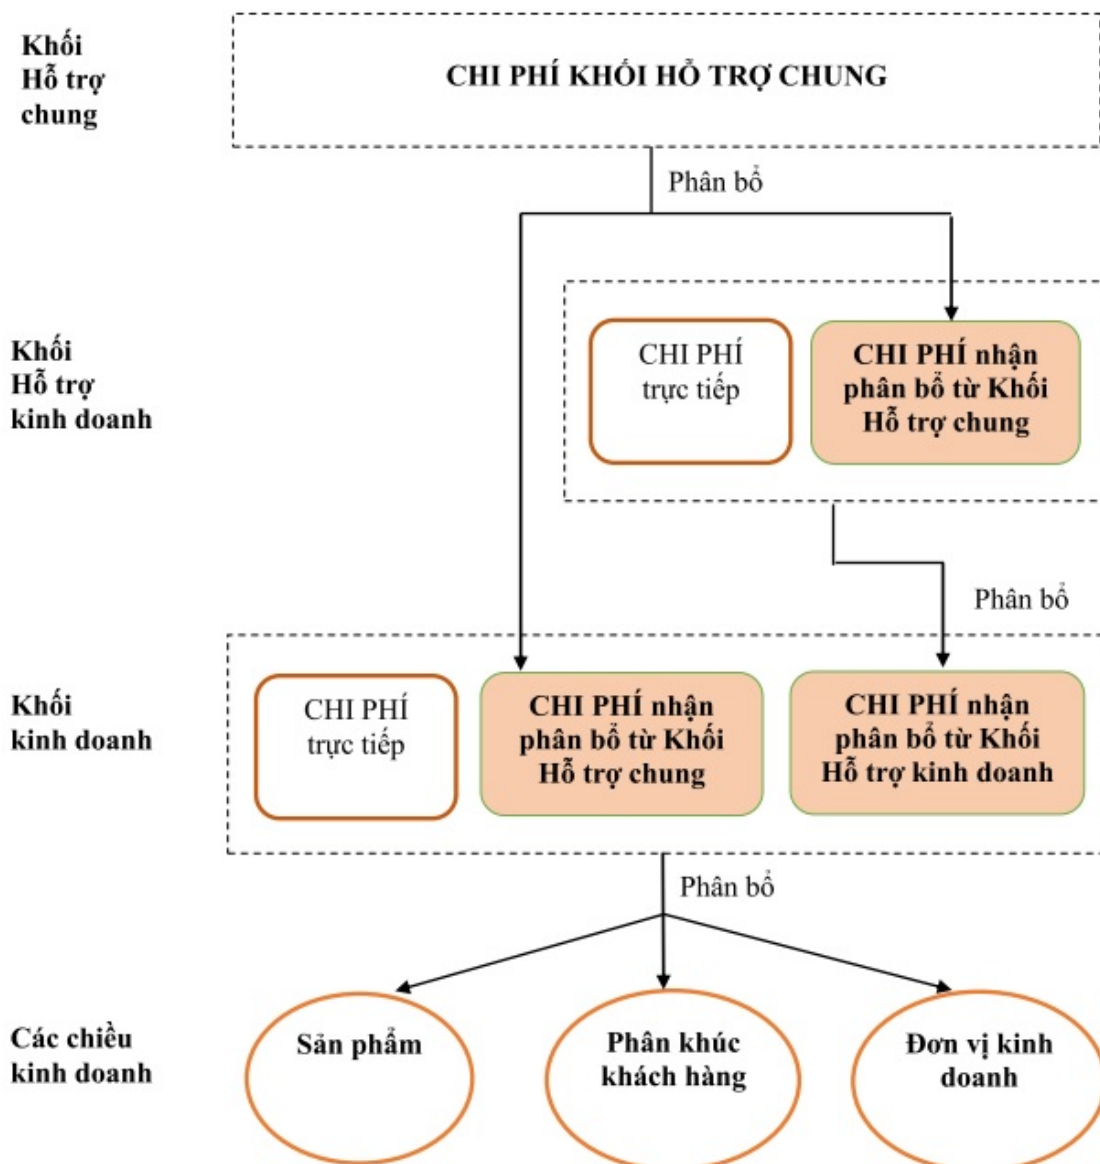 Khối
Hỗ trợ
chung
CHI PHÍ KHỐI HỖ TRỢ CHUNG
Phân bổ
Khối
Hỗ trợ
kinh doanh
CHI PHÍ
trực tiếp
CHI PHÍ nhận
phân bổ từ Khối
Hỗ trợ chung
Phân bổ
Khối
kinh doanh
CHI PHÍ
trực tiếp
CHI PHÍ nhận
phân bổ từ Khối
Hỗ trợ chung
CHI PHÍ nhận
phân bổ từ Khối
Hỗ trợ kinh doanh
Phân bổ
Các chiều
kinh doanh
Sản phẩm
Phân khúc
khách hàng
Đơn vị kinh
doanh